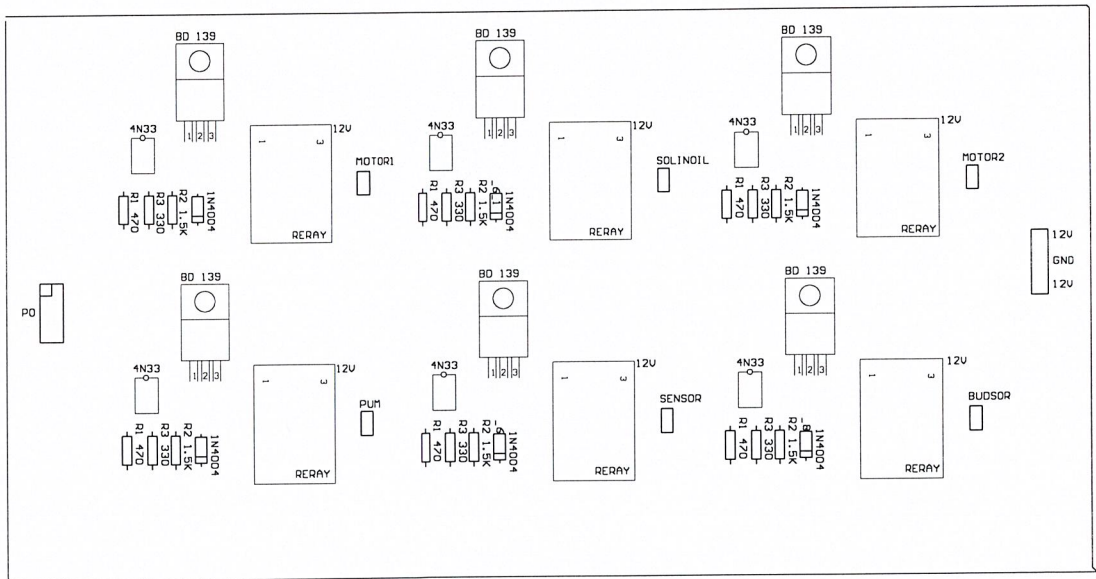 BD 139
1 2 3
4N33
12V
1 3
MOTOR1
R1 470
R3 330
R2 1.5K
1N4004
RERAY
BD 139
1 2 3
4N33
12V
1 3
SOLINOIL
R1 470
R3 330
R2 1.5K
1N4004
RERAY
BD 139
1 2 3
4N33
12V
1 3
MOTOR2
R1 470
R3 330
R2 1.5K
1N4004
RERAY
12V
GND
12V
PO
BD 139
1 2 3
4N33
12V
1 3
PUM
R1 470
R3 330
R2 1.5K
1N4004
RERAY
BD 139
1 2 3
4N33
12V
1 3
SENSOR
R1 470
R3 330
R2 1.5K
1N4004
RERAY
BD 139
1 2 3
4N33
12V
1 3
BUDSOR
R1 470
R3 330
R2 1.5K
1N4004
RERAY